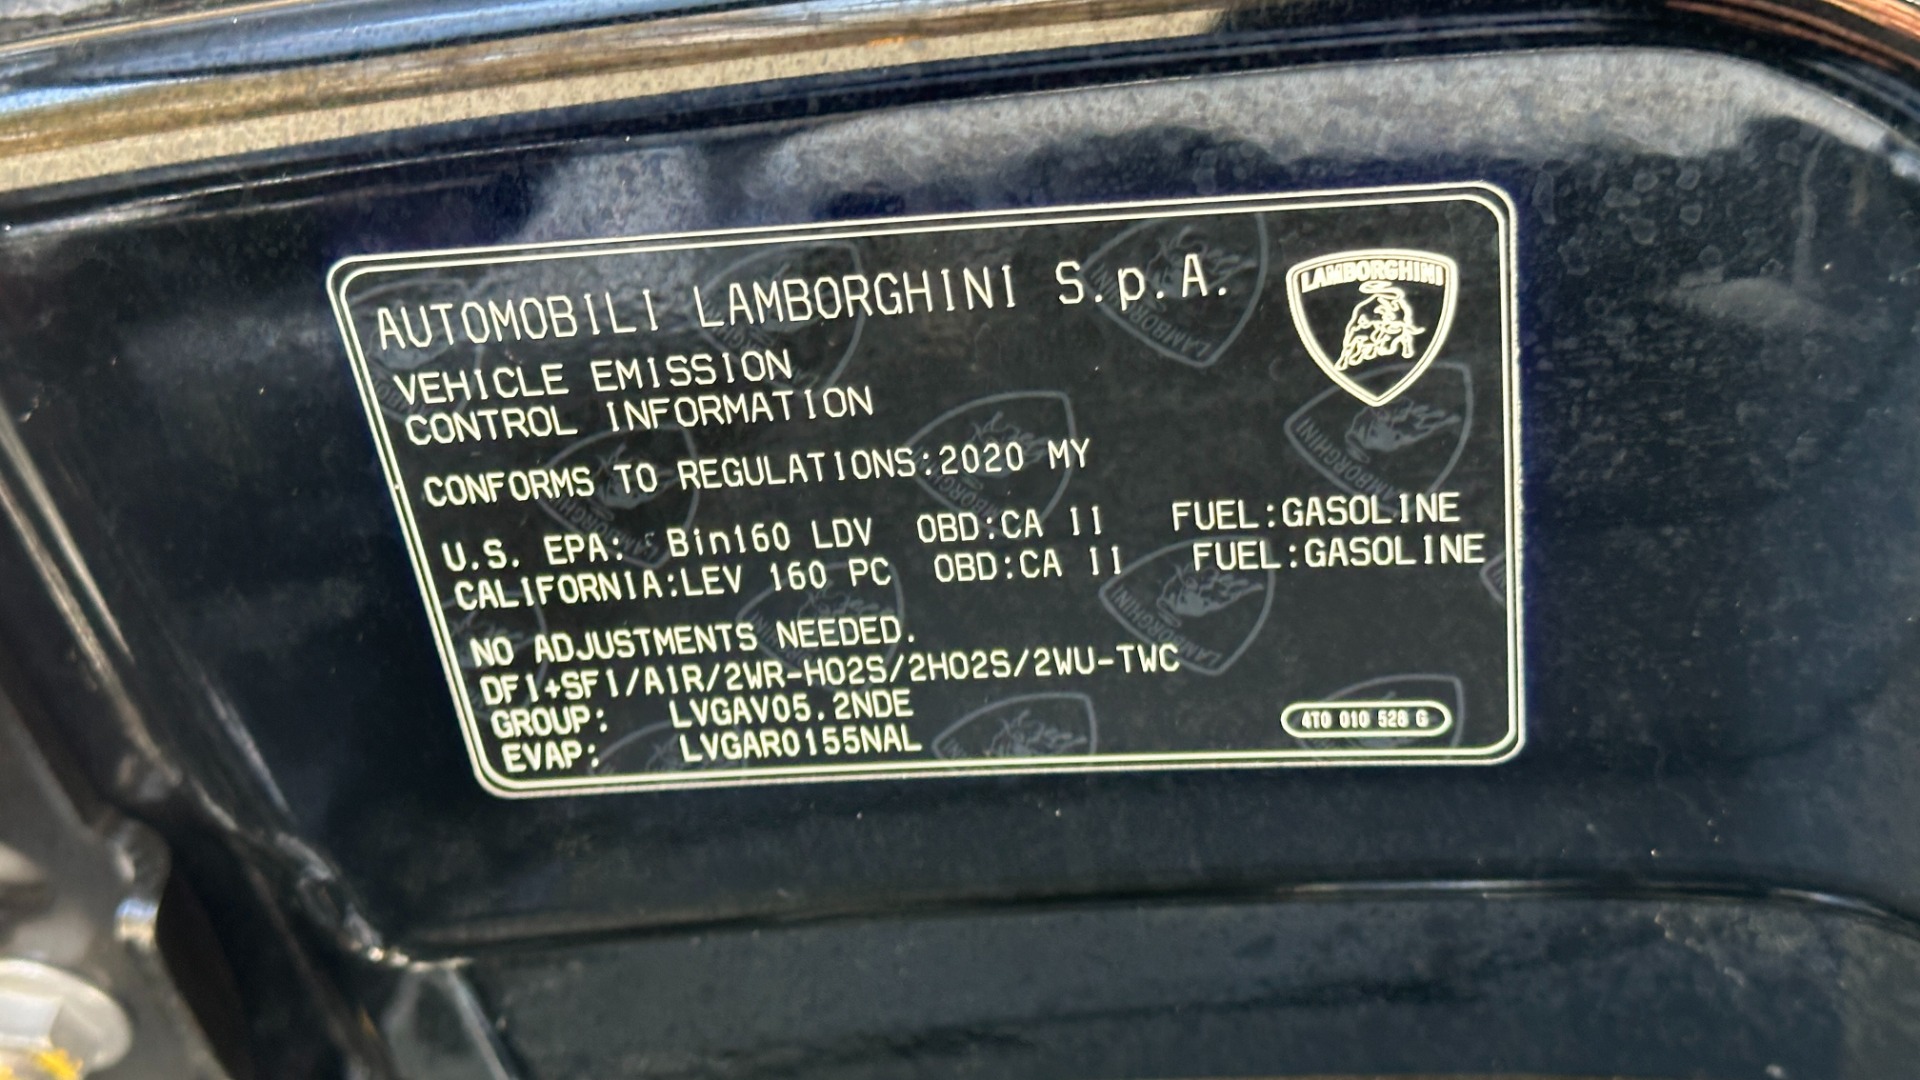 AUTOMOBILI LAMBORGHINI S.p.A.
LAMBORGHINI
VEHICLE EMISSION
CONTROL INFORMATION
CONFORMS TO REGULATIONS:2020 MY
U.S. EPA: Bin160 LDV OBD:CA II FUEL:GASOLINE
CALIFORNIA:LEV 160 PC OBD:CA II FUEL:GASOLINE
NO ADJUSTMENTS NEEDED.
DFI+SFI/AIR/2WR-HO2S/2HO2S/2WU-TWC
GROUP: LVGAV05.2NDE
EVAP: LVGAR0155NAL
4T0 010 526 G